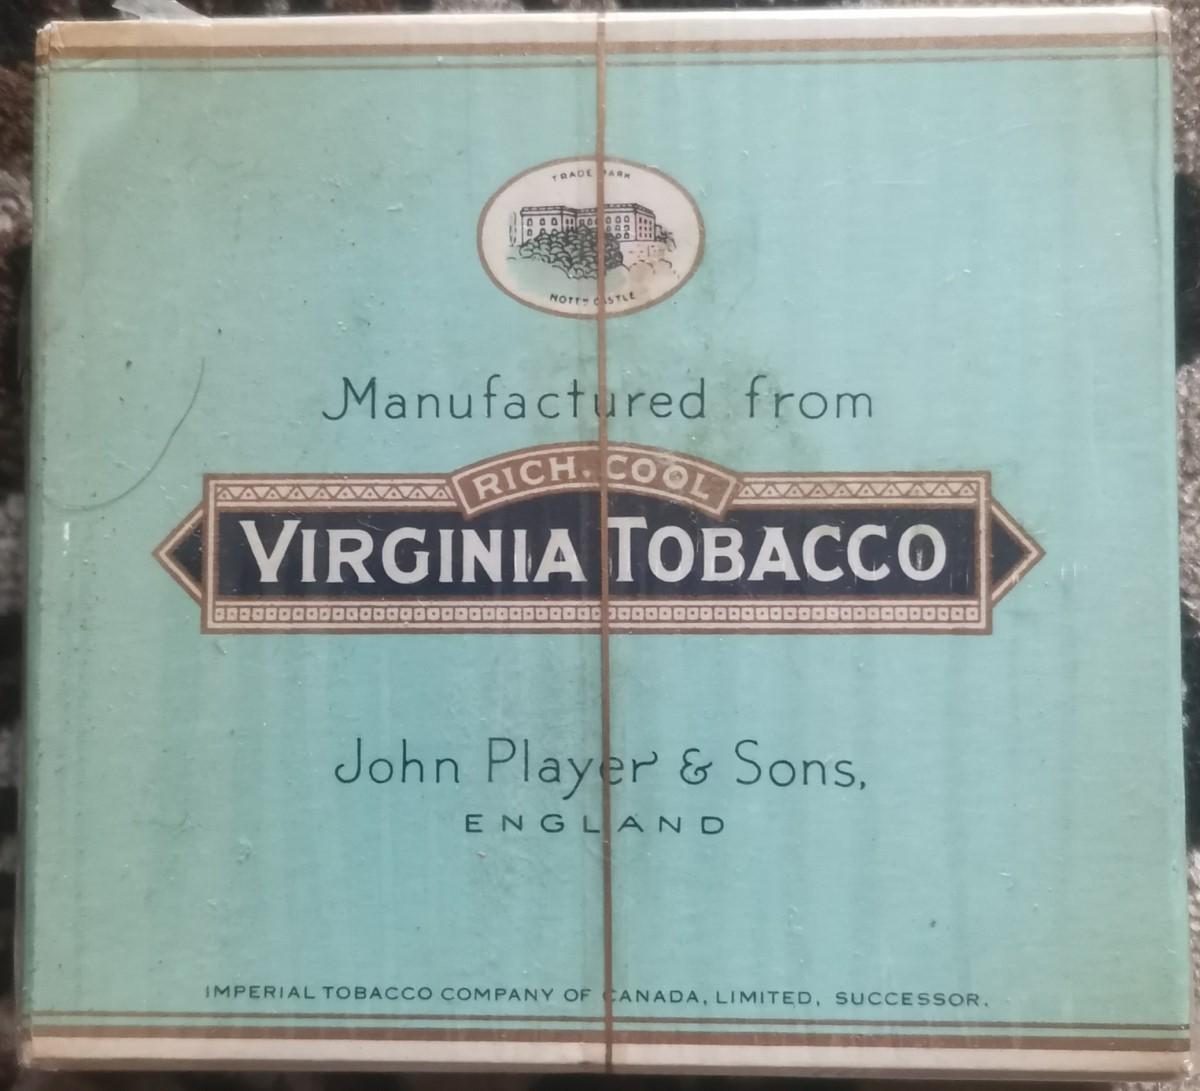 TRADE MARK
NOTTM CASTLE
Manufactured from
RICH, COOL
VIRGINIA TOBACCO
John Player & Sons,
ENGLAND
IMPERIAL TOBACCO COMPANY OF CANADA, LIMITED, SUCCESSOR.